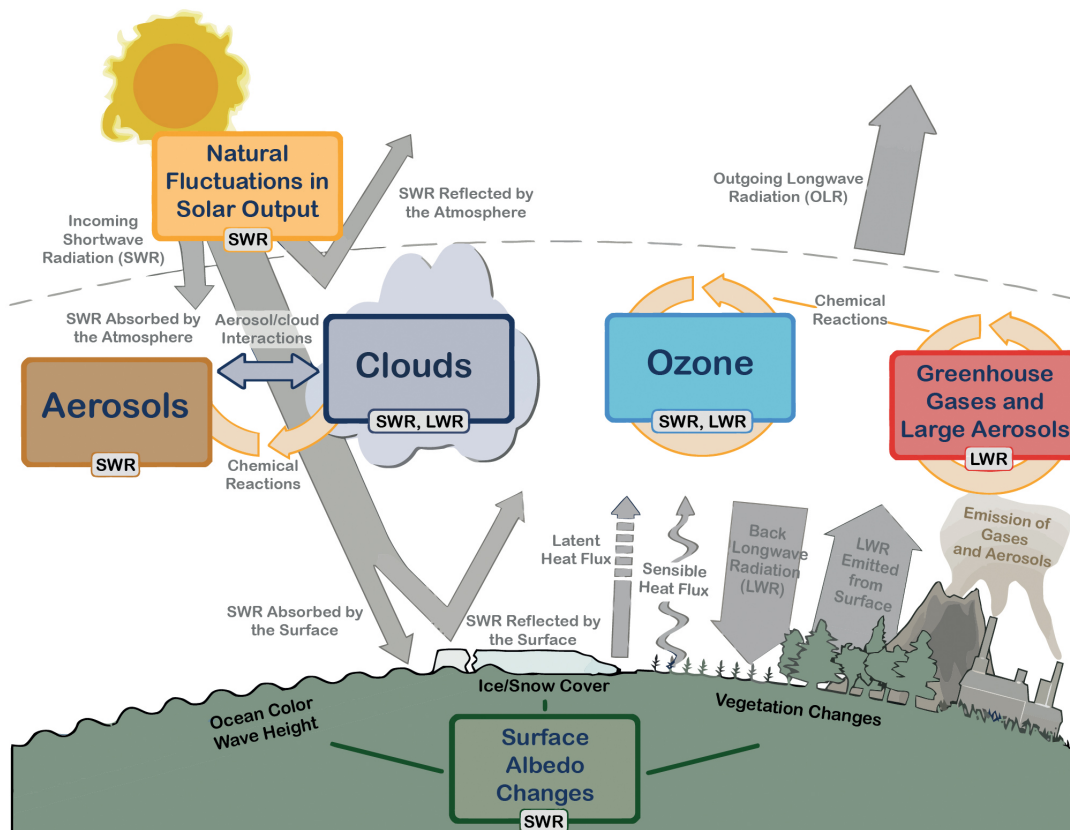 Natural
Fluctuations in
Solar Output
SWR
Incoming
Shortwave
Radiation (SWR)
SWR Reflected by
the Atmosphere
Outgoing Longwave
Radiation (OLR)
SWR Absorbed by
the Atmosphere
Aerosol/cloud
Interactions
Chemical
Reactions
Aerosols
SWR
Clouds
SWR, LWR
Ozone
SWR, LWR
Greenhouse
Gases and
Large Aerosols
LWR
Chemical
Reactions
Emission of
Gases
and Aerosols
Latent
Heat Flux
Sensible
Heat Flux
Back
Longwave
Radiation
(LWR)
LWR
Emitted
from
Surface
SWR Absorbed by
the Surface
SWR Reflected by
the Surface
Ice/Snow Cover
Ocean Color
Wave Height
Vegetation Changes
Surface
Albedo
Changes
SWR